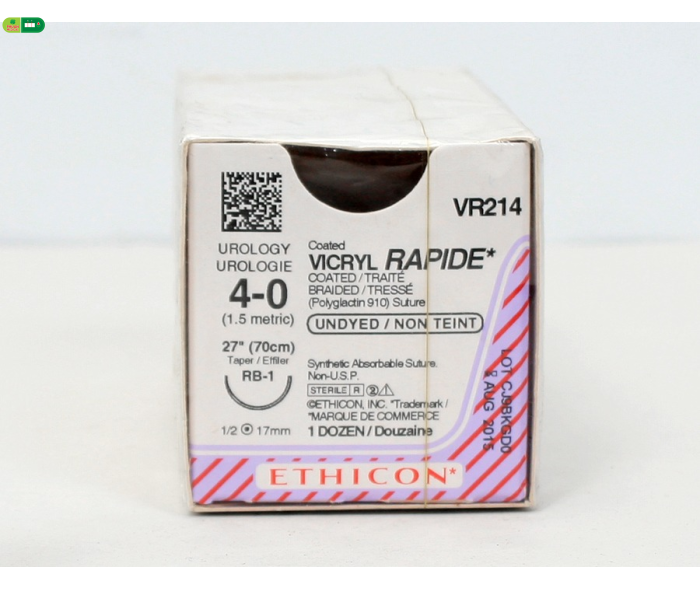 VR214
UROLOGY
UROLOGIE
4-0
(1.5 metric)
27" (70cm)
Taper / Effiler
RB-1
1/2 17mm
Coated
VICRYL RAPIDE*
COATED / TRAITÉ
BRAIDED / TRESSÉ
(Polyglactin 910) Suture
UNDYED / NON TEINT
Synthetic Absorbable Suture.
Non-U.S.P.
STERILE R 2
©ETHICON, INC. *Trademark /
*MARQUE DE COMMERCE
1 DOZEN / Douzaine
AUG 2015
ETHICON*